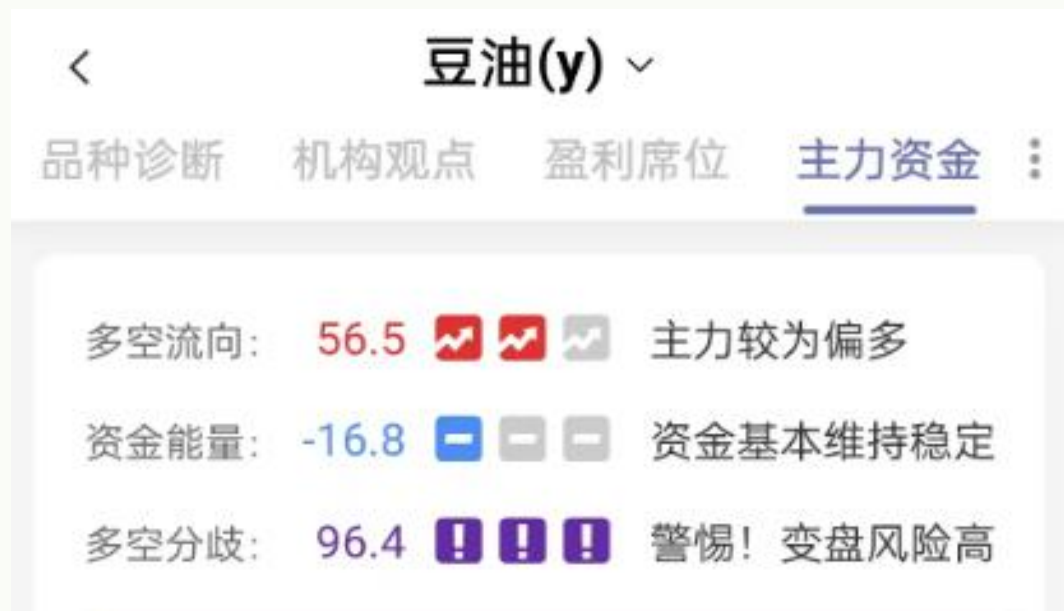 豆油(y)
品种诊断 机构观点 盈利席位 主力资金
多空流向: 56.5 主力较为偏多
资金能量: -16.8 资金基本维持稳定
多空分歧: 96.4 警惕！变盘风险高